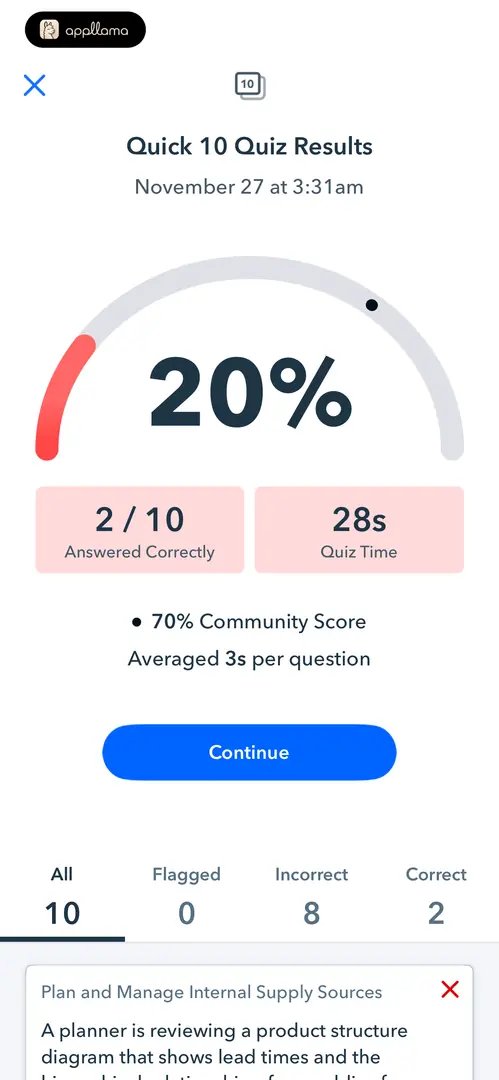 appllama
10
Quick 10 Quiz Results
November 27 at 3:31am
20%
2 / 10
Answered Correctly
28s
Quiz Time
● 70% Community Score
Averaged 3s per question
Continue
All
10
Flagged
0
Incorrect
8
Correct
2
Plan and Manage Internal Supply Sources
A planner is reviewing a product structure
diagram that shows lead times and the